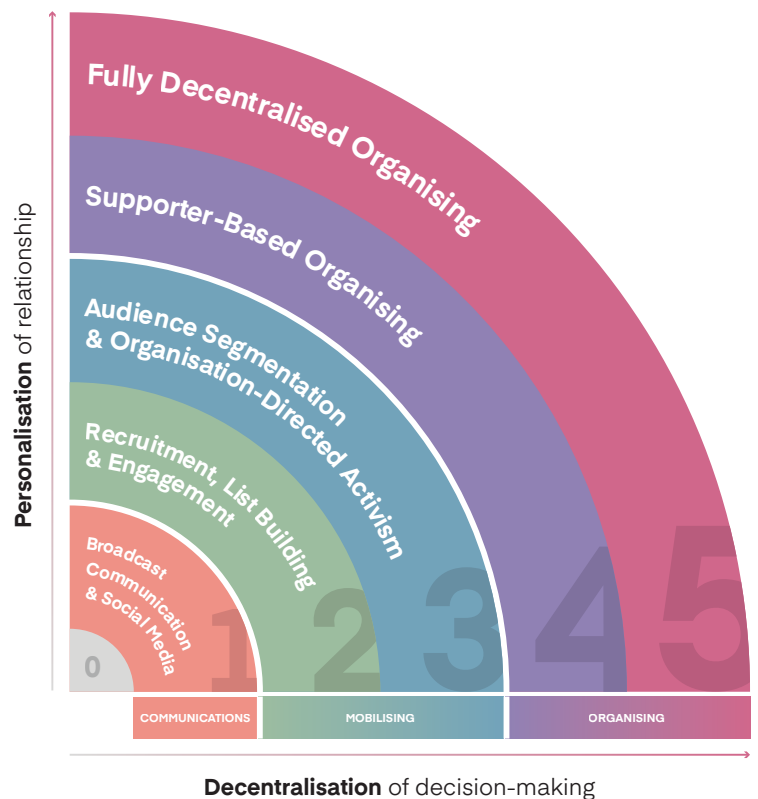 Fully Decentralised Organising
Supporter-Based Organising
Audience Segmentation
& Organisation-Directed Activism
Recruitment, List Building
& Engagement
Broadcast
Communication
& Social Media
0
1
2
3
4
5
COMMUNICATIONS
MOBILISING
ORGANISING
Personalisation of relationship
Decentralisation of decision-making